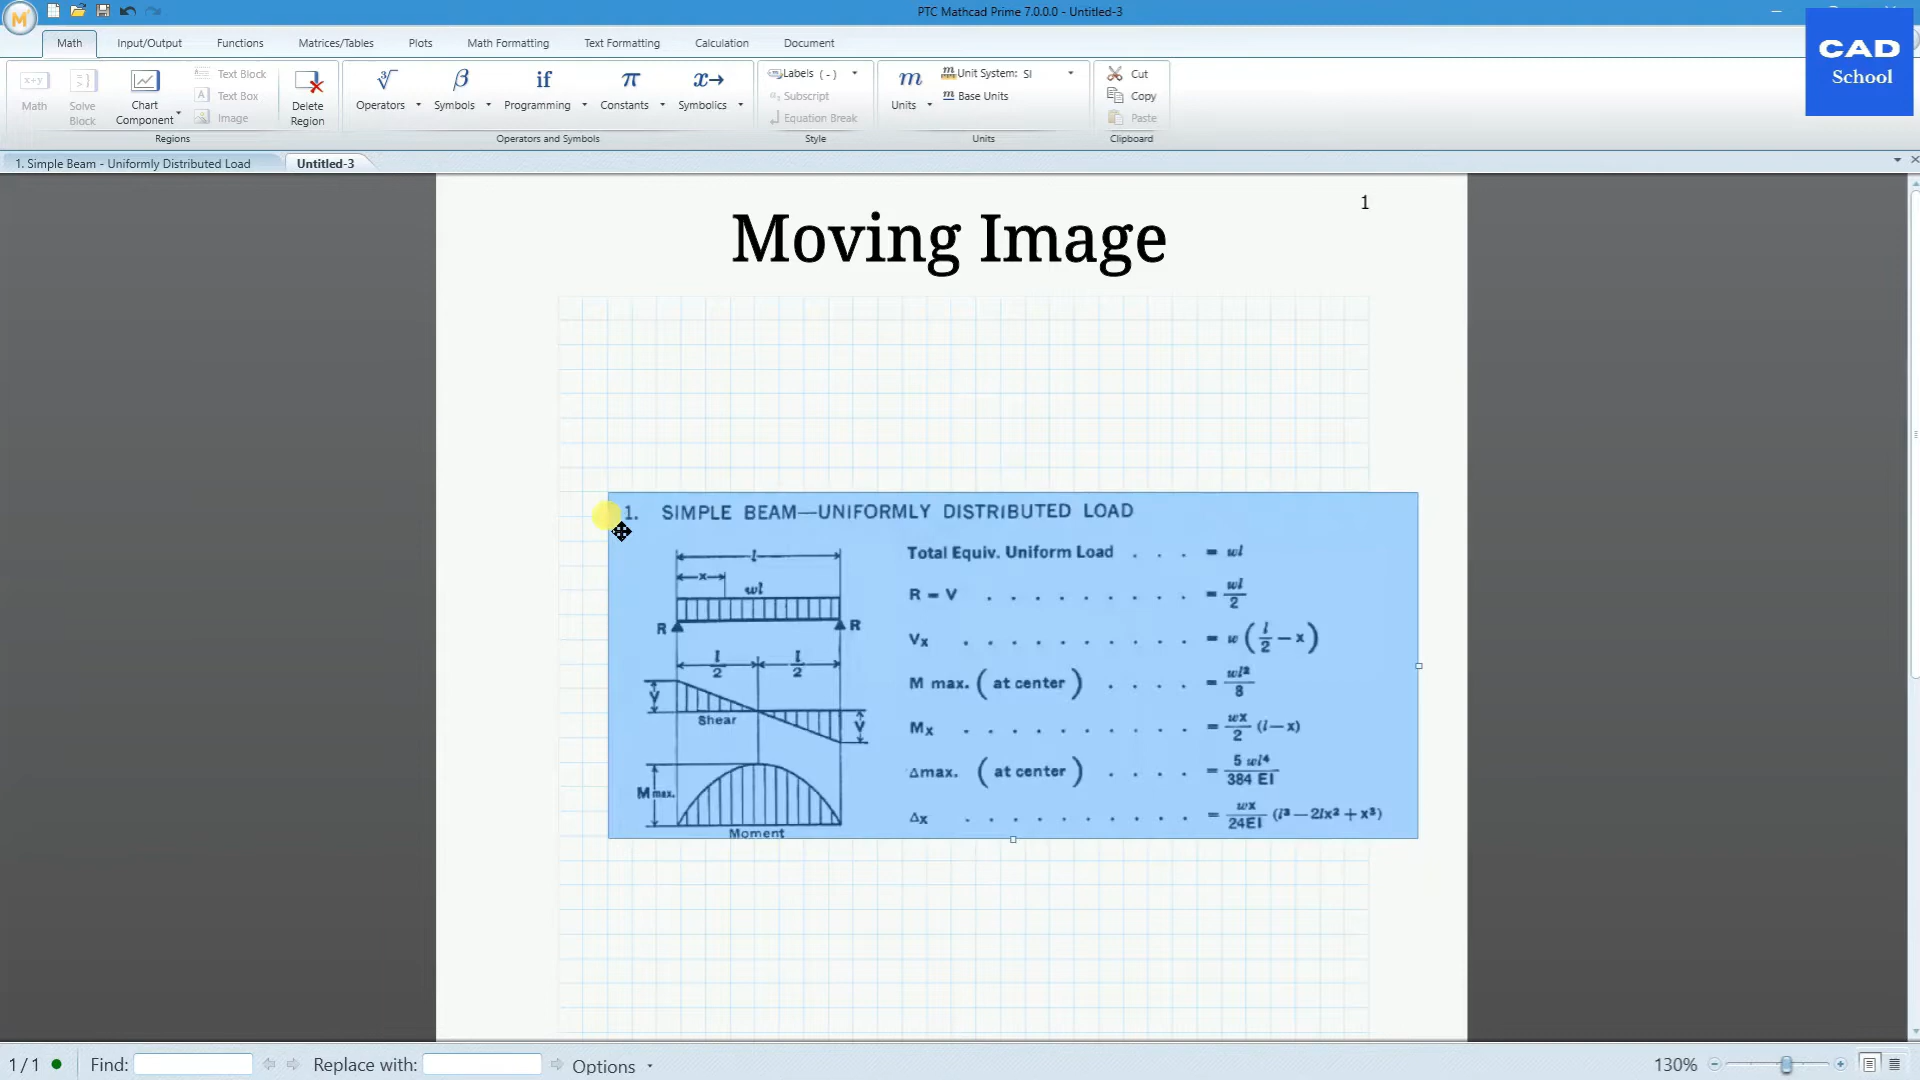 PTC Mathcad Prime 7.0.0.0 - Untitled-3
CAD
School
Math
Input/Output
Functions
Matrices/Tables
Plots
Math Formatting
Text Formatting
Calculation
Document
Math
Solve
Block
Chart
Component
Text Block
Text Box
Image
Delete
Region
Regions
Operators
Symbols
if
Programming
π
Constants
Symbolics
Operators and Symbols
Labels ( - )
Subscript
Equation Break
Style
m
Units
Unit System: SI
Base Units
Units
Cut
Copy
Paste
Clipboard
1. Simple Beam - Uniformly Distributed Load
Untitled-3
1
Moving Image
1. SIMPLE BEAM—UNIFORMLY DISTRIBUTED LOAD
l
x
wl
R
R
l/2
l/2
V
Shear
V
M max.
Moment
Total Equiv. Uniform Load . . . = wl
R = V . . . . . . . . . = wl/2
Vx . . . . . . . . . . = w ( l/2 − x )
M max. ( at center ) . . . . = wl²/8
Mx . . . . . . . . . . = wx/2 (l−x)
Δmax. ( at center ) . . . . = 5 wl⁴/384 EI
Δx . . . . . . . . . . = wx/24EI (l³ − 2lx² + x³)
1 / 1
Find:
Replace with:
Options
130%